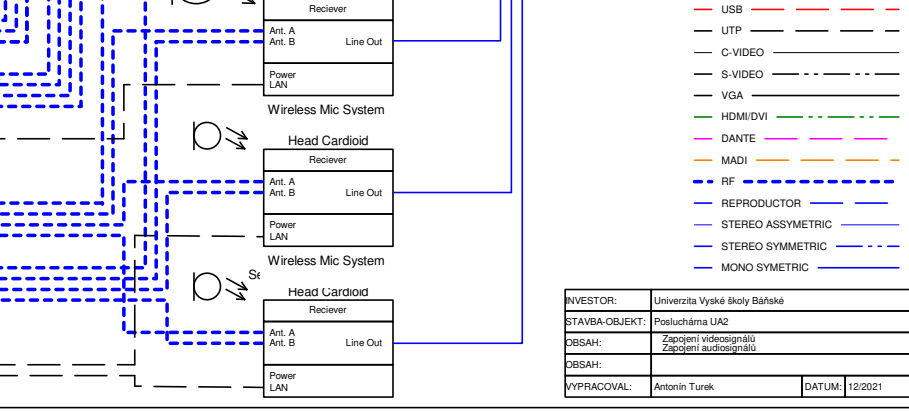 Reciever
Ant. A
Ant. B
Line Out
Power
LAN
Wireless Mic System
Head Cardioid
Reciever
Ant. A
Ant. B
Line Out
Power
LAN
Wireless Mic System
Se
Head Cardioid
Reciever
Ant. A
Ant. B
Line Out
Power
LAN
USB
UTP
C-VIDEO
S-VIDEO
VGA
HDMI/DVI
DANTE
MADI
RF
REPRODUCTOR
STEREO ASSYMETRIC
STEREO SYMMETRIC
MONO SYMETRIC
INVESTOR: Univerzita Vyské školy Báňské
STAVBA-OBJEKT: Posluchárna UA2
OBSAH: Zapojení videosignálů
Zapojení audiosignálů
OBSAH:
VYPRACOVAL: Antonín Turek DATUM: 12/2021